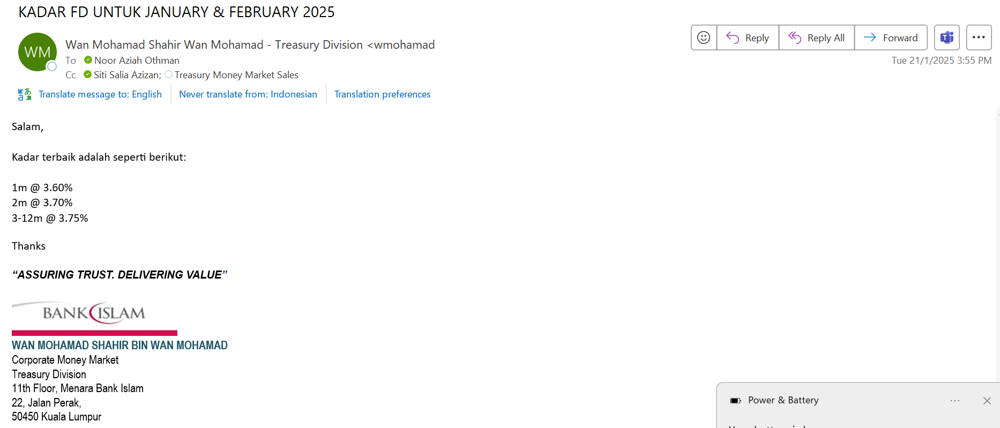 KADAR FD UNTUK JANUARY & FEBRUARY 2025
WM
Wan Mohamad Shahir Wan Mohamad - Treasury Division <wmohamad
To Noor Aziah Othman
Cc Siti Salia Azizan; Treasury Money Market Sales
Reply
Reply All
Forward
Tue 21/1/2025 3:55 PM
Translate message to: English
Never translate from: Indonesian
Translation preferences
Salam,
Kadar terbaik adalah seperti berikut:
1m @ 3.60%
2m @ 3.70%
3-12m @ 3.75%
Thanks
“ASSURING TRUST. DELIVERING VALUE”
BANK ISLAM
WAN MOHAMAD SHAHIR BIN WAN MOHAMAD
Corporate Money Market
Treasury Division
11th Floor, Menara Bank Islam
22, Jalan Perak,
50450 Kuala Lumpur
Power & Battery